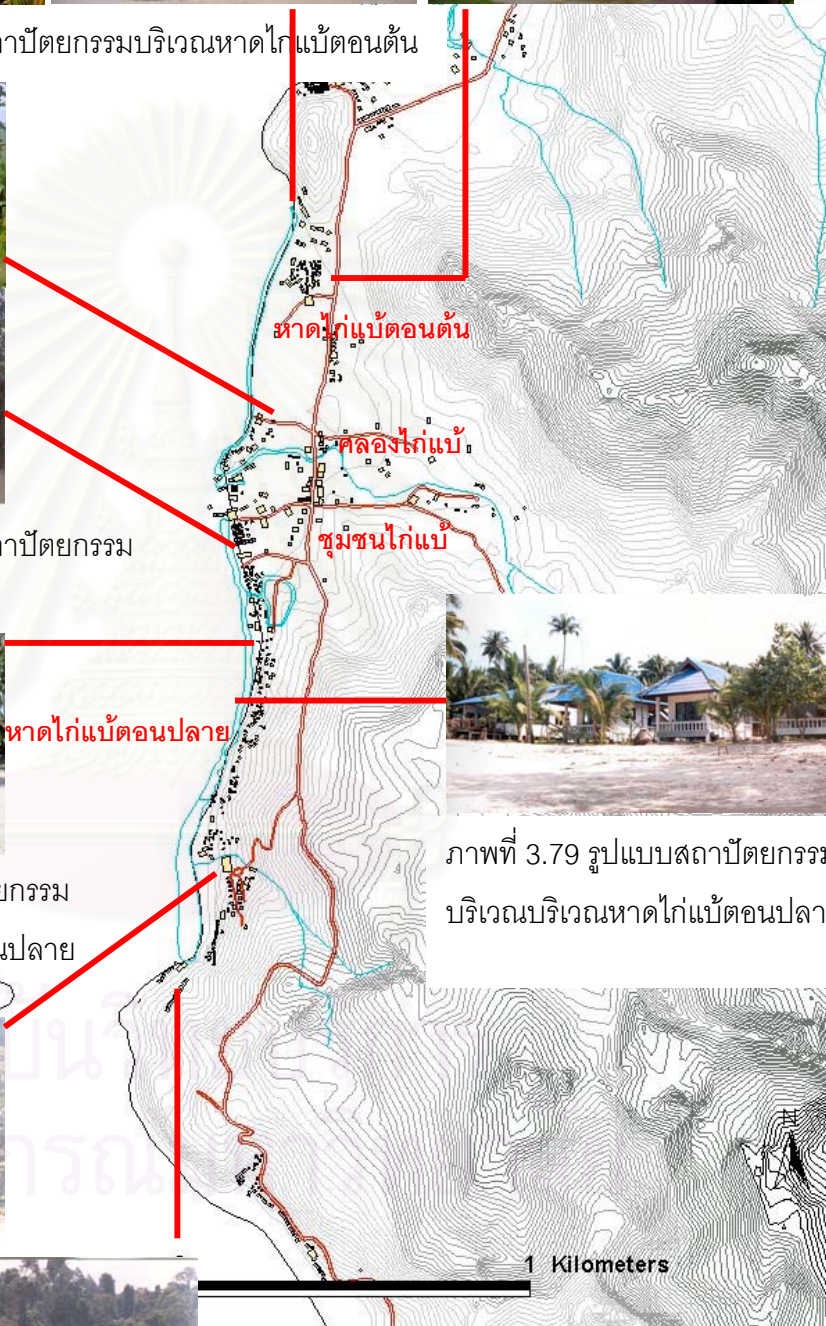 าปัตยกรรมบริเวณหาดไก่แบ้ตอนต้น
หาดไก่แบ้ตอนต้น
คลองไก่แบ้
ชุมชนไก่แบ้
าปัตยกรรม
หาดไก่แบ้ตอนปลาย
ภาพที่ 3.79 รูปแบบสถาปัตยกรรม
บริเวณบริเวณหาดไก่แบ้ตอนปลา
ยกรรม
นปลาย
N
1 Kilometers